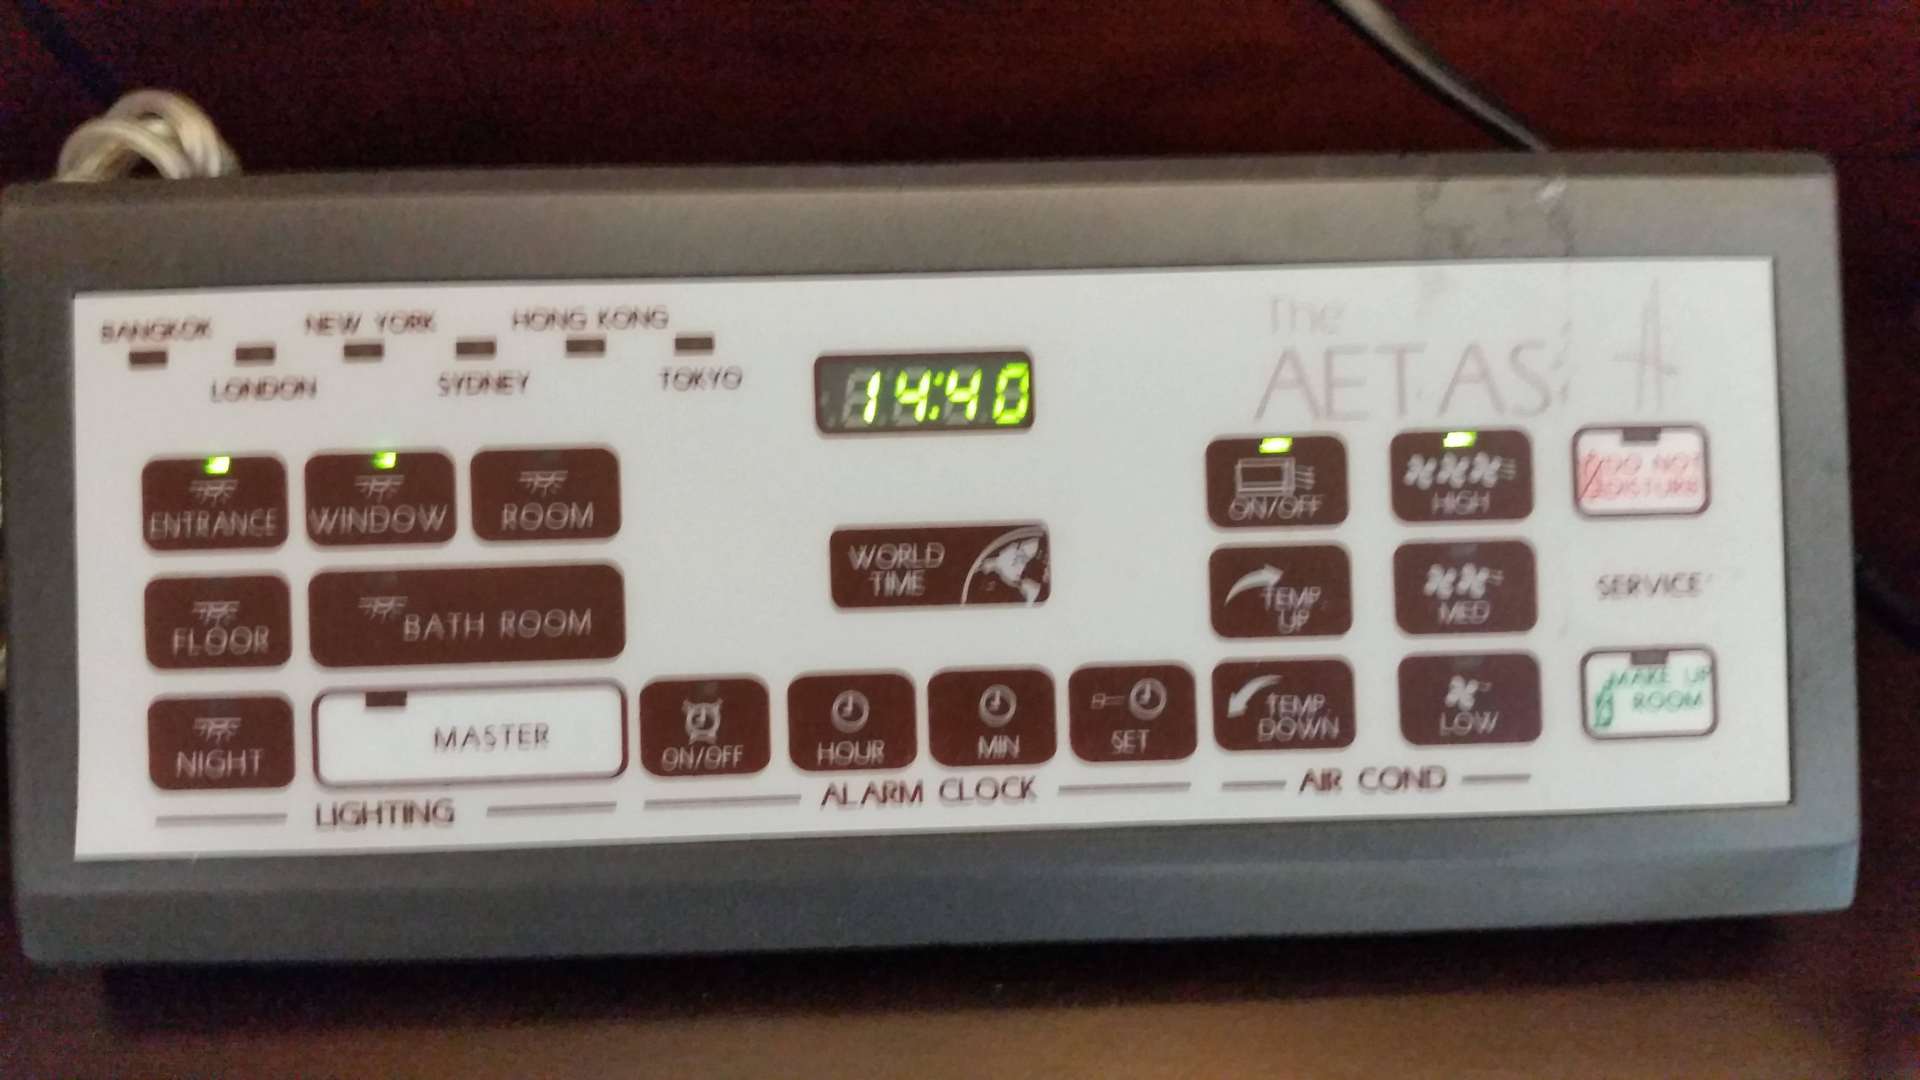 BANGKOK
NEW YORK
HONG KONG
LONDON
SYDNEY
TOKYO
14:40
The
AETAS
ENTRANCE
WINDOW
ROOM
FLOOR
BATH ROOM
NIGHT
MASTER
LIGHTING
WORLD
TIME
ON/OFF
HOUR
MIN
SET
ALARM CLOCK
ON/OFF
HIGH
TEMP
UP
MED
TEMP
DOWN
LOW
AIR COND
DO NOT
DISTURB
SERVICE
MAKE UP
ROOM